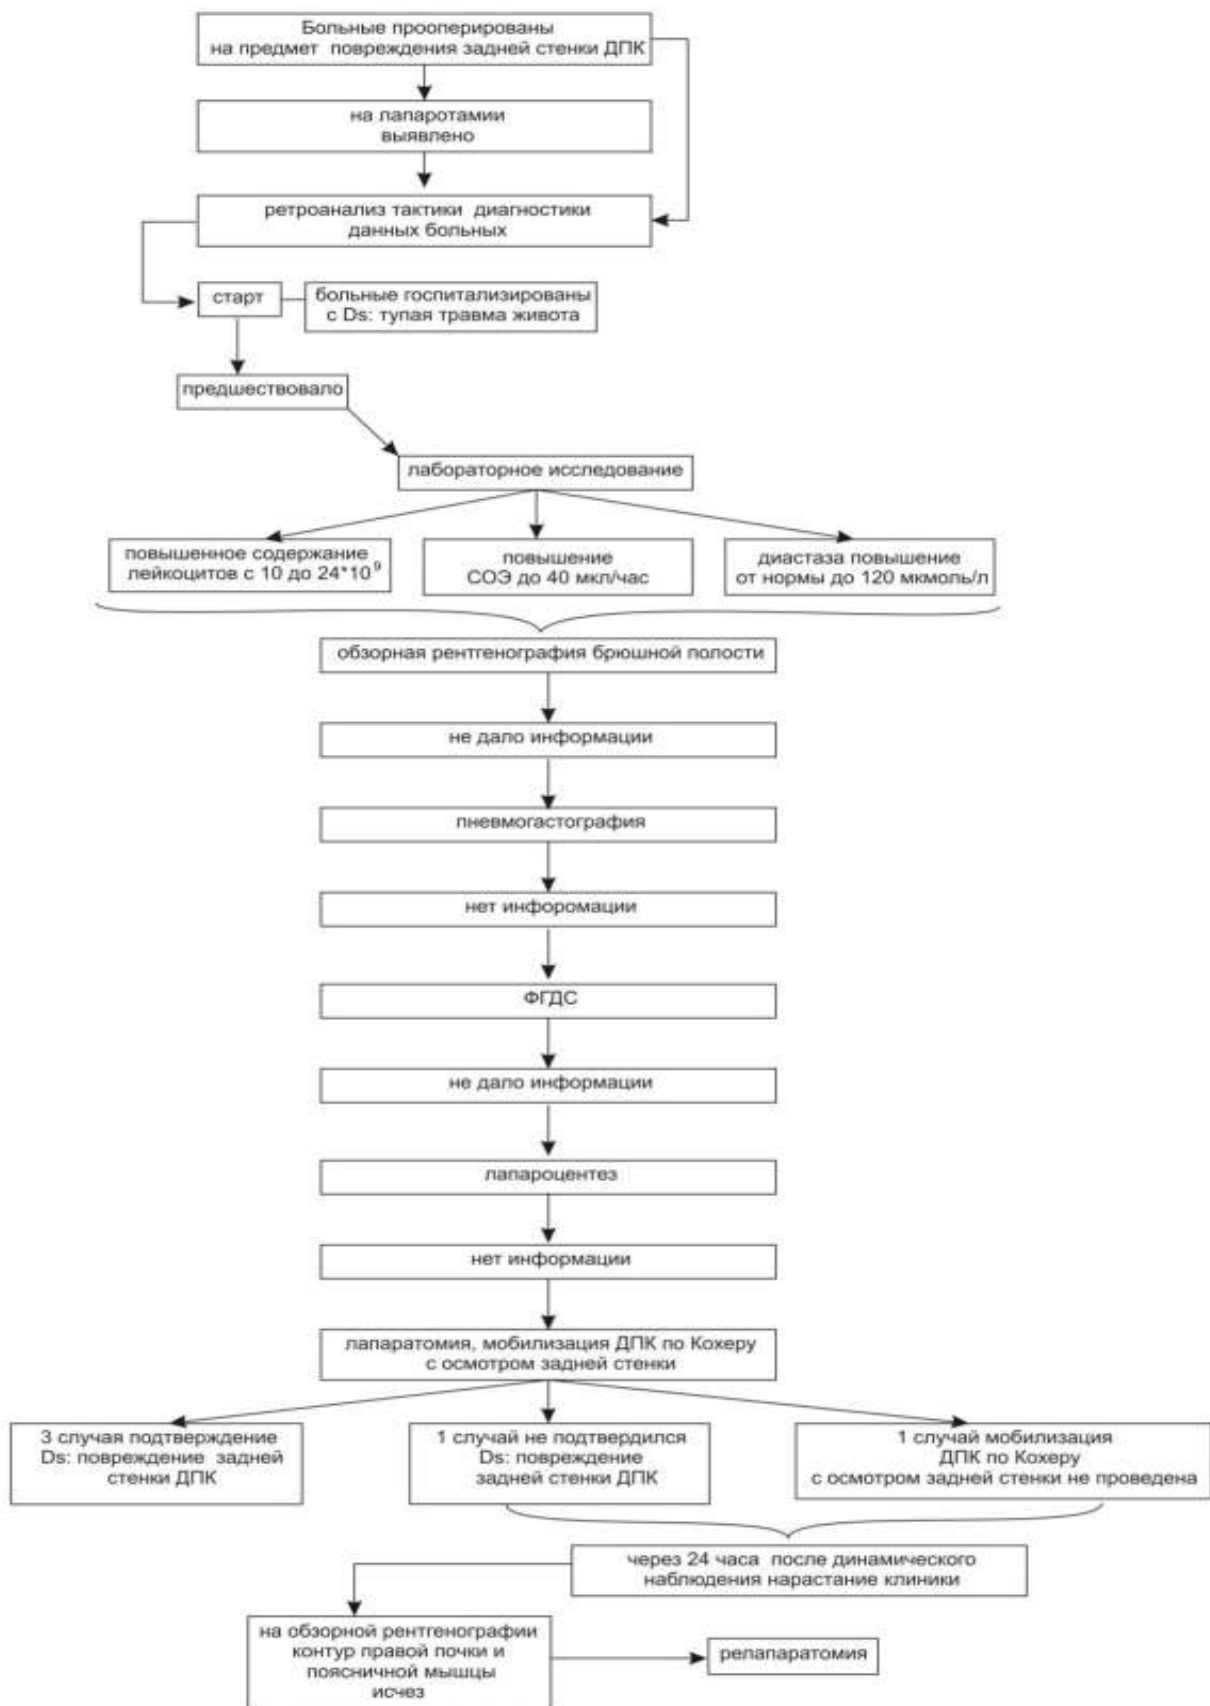 Больные прооперированы
на предмет повреждения задней стенки ДПК
на лапаротамии
выявлено
ретроанализ тактики диагностики
данных больных
старт
больные госпитализированы
с Ds: тупая травма живота
предшествовало
лабораторное исследование
повышенное содержание
лейкоцитов с 10 до 24*10⁹
повышение
СОЭ до 40 мкл/час
диастаза повышение
от нормы до 120 мкмоль/л
обзорная рентгенография брюшной полости
не дало информации
пневмогастография
нет инфоромации
ФГДС
не дало информации
лапароцентез
нет информации
лапаратомия, мобилизация ДПК по Кохеру
с осмотром задней стенки
3 случая подтверждение
Ds: повреждение задней
стенки ДПК
1 случай не подтвердился
Ds: повреждение
задней стенки ДПК
1 случай мобилизация
ДПК по Кохеру
с осмотром задней стенки не проведена
через 24 часа после динамического
наблюдения нарастание клиники
на обзорной рентгенографии
контур правой почки и
поясничной мышцы
исчез
релапаратомия